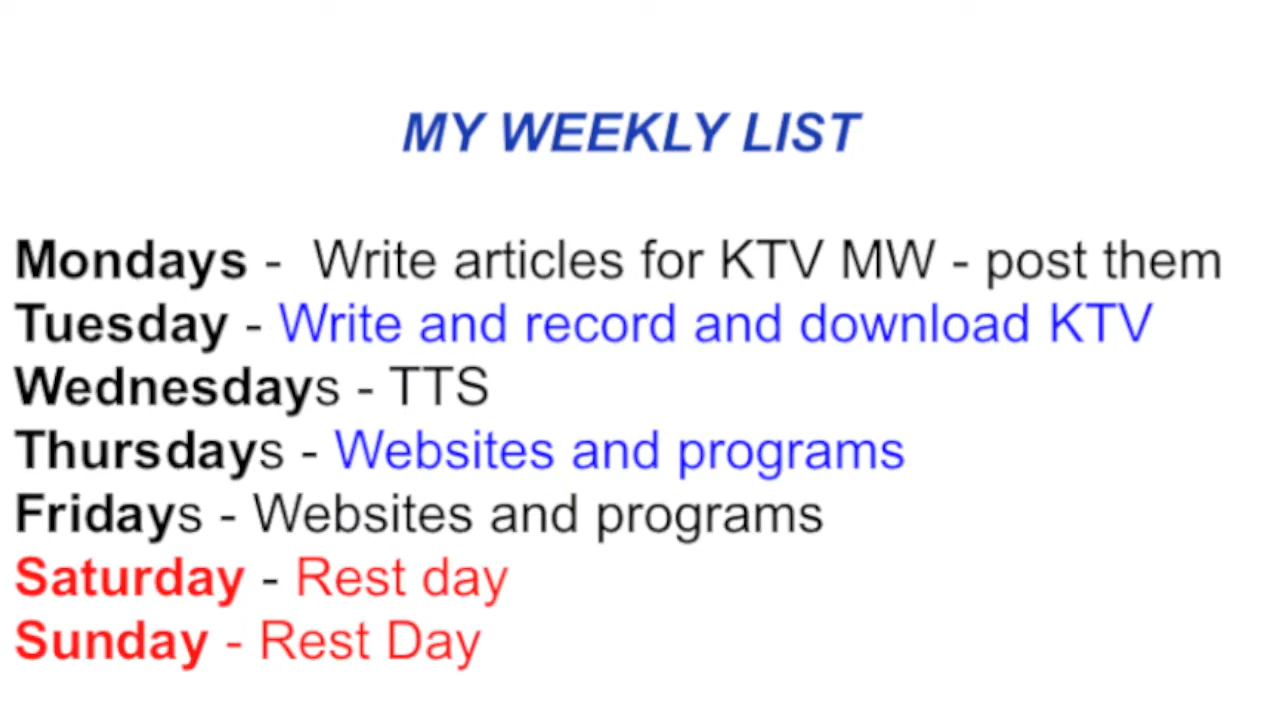 MY WEEKLY LIST
Mondays - Write articles for KTV MW - post them
Tuesday - Write and record and download KTV
Wednesdays - TTS
Thursdays - Websites and programs
Fridays - Websites and programs
Saturday - Rest day
Sunday - Rest Day